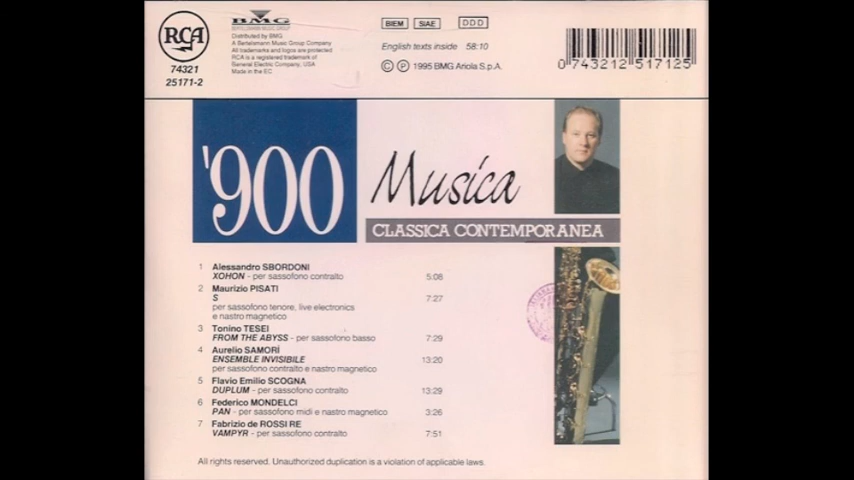 RCA
74321
25171-2
BMG
BERTELSMANN MUSIC GROUP
Distributed by BMG
A Bertelsmann Music Group Company
All trademarks and logos are protected
RCA is a registered trademark of
General Electric Company, USA
Made in the EC
BIEM SIAE DDD
English texts inside 58:10
© ℗ 1995 BMG Ariola S.p.A.
0 743212 517125
'900
Musica
CLASSICA CONTEMPORANEA
1 Alessandro SBORDONI
XOHON - per sassofono contralto 5:08
2 Maurizio PISATI
S 7:27
per sassofono tenore, live electronics
e nastro magnetico
3 Tonino TESEI
FROM THE ABYSS - per sassofono basso 7:29
4 Aurelio SAMORÍ
ENSEMBLE INVISIBILE 13:20
per sassofono contralto e nastro magnetico
5 Flavio Emilio SCOGNA
DUPLUM - per sassofono contralto 13:29
6 Federico MONDELCI
PAN - per sassofono midi e nastro magnetico 3:26
7 Fabrizio de ROSSI RE
VAMPYR - per sassofono contralto 7:51
All rights reserved. Unauthorized duplication is a violation of applicable laws.